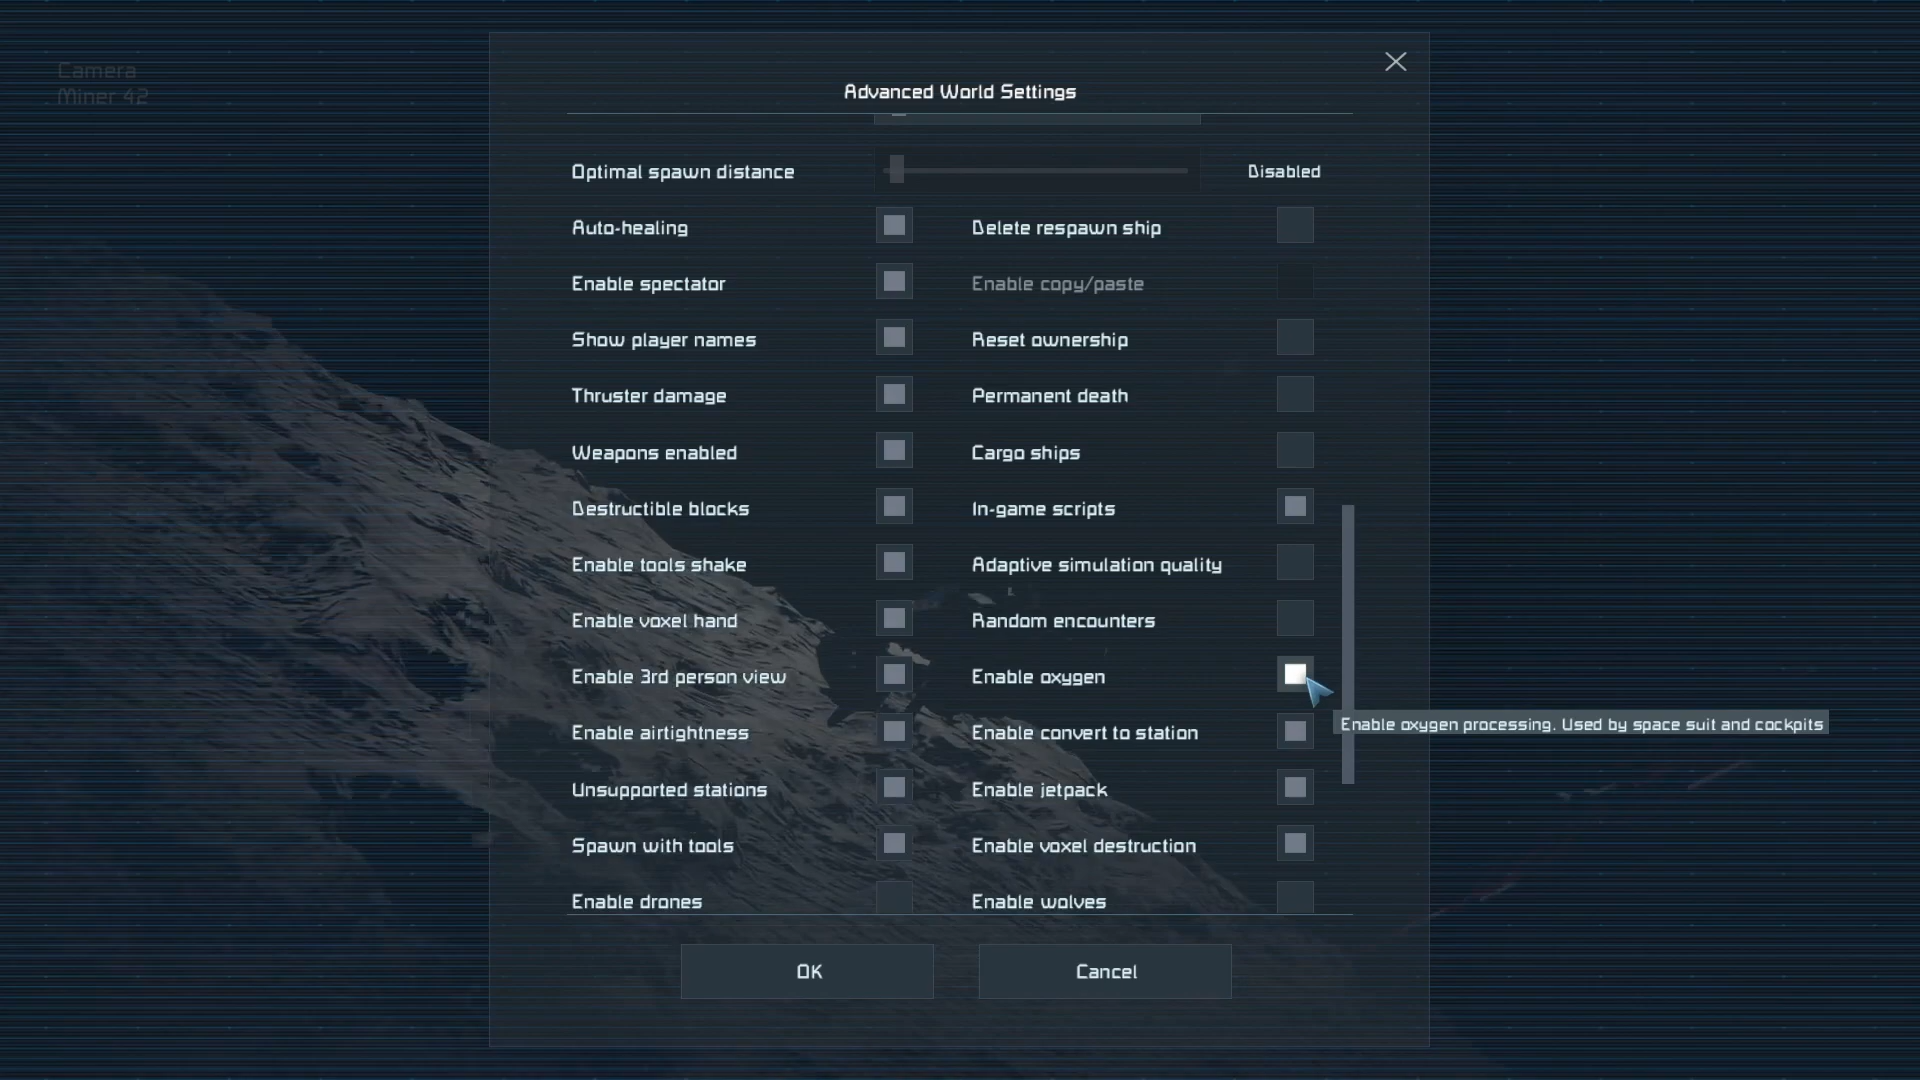 Camera
Miner 42
Advanced World Settings
Optimal spawn distance Disabled
Auto-healing Delete respawn ship
Enable spectator Enable copy/paste
Show player names Reset ownership
Thruster damage Permanent death
Weapons enabled Cargo ships
Destructible blocks In-game scripts
Enable tools shake Adaptive simulation quality
Enable voxel hand Random encounters
Enable 3rd person view Enable oxygen
Enable oxygen processing. Used by space suit and cockpits
Enable airtightness Enable convert to station
Unsupported stations Enable jetpack
Spawn with tools Enable voxel destruction
Enable drones Enable wolves
OK Cancel